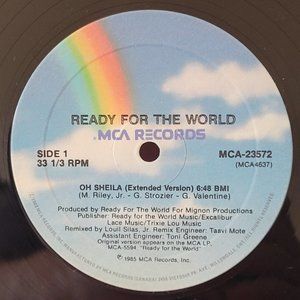 READY FOR THE WORLD
MCA RECORDS
SIDE 1
33 1/3 RPM
MCA-23572
(MCA4637)
OH SHEILA (Extended Version) 6:48 BMI
M. Riley, Jr. - G. Strozier - G. Valentine)
Produced by Ready For The World For Mignon Productions
Publisher: Ready for the World Music/Excalibur
Lace Music/Trixie Lou Music
Remixed by Louil Silas, Jr. Remix Engineer: Taavi Mote
Assistant Engineer: Toni Greene
Original version appears on the MCA LP,
MCA-5594 "Ready for the World"
℗ 1985 MCA Records, Inc.